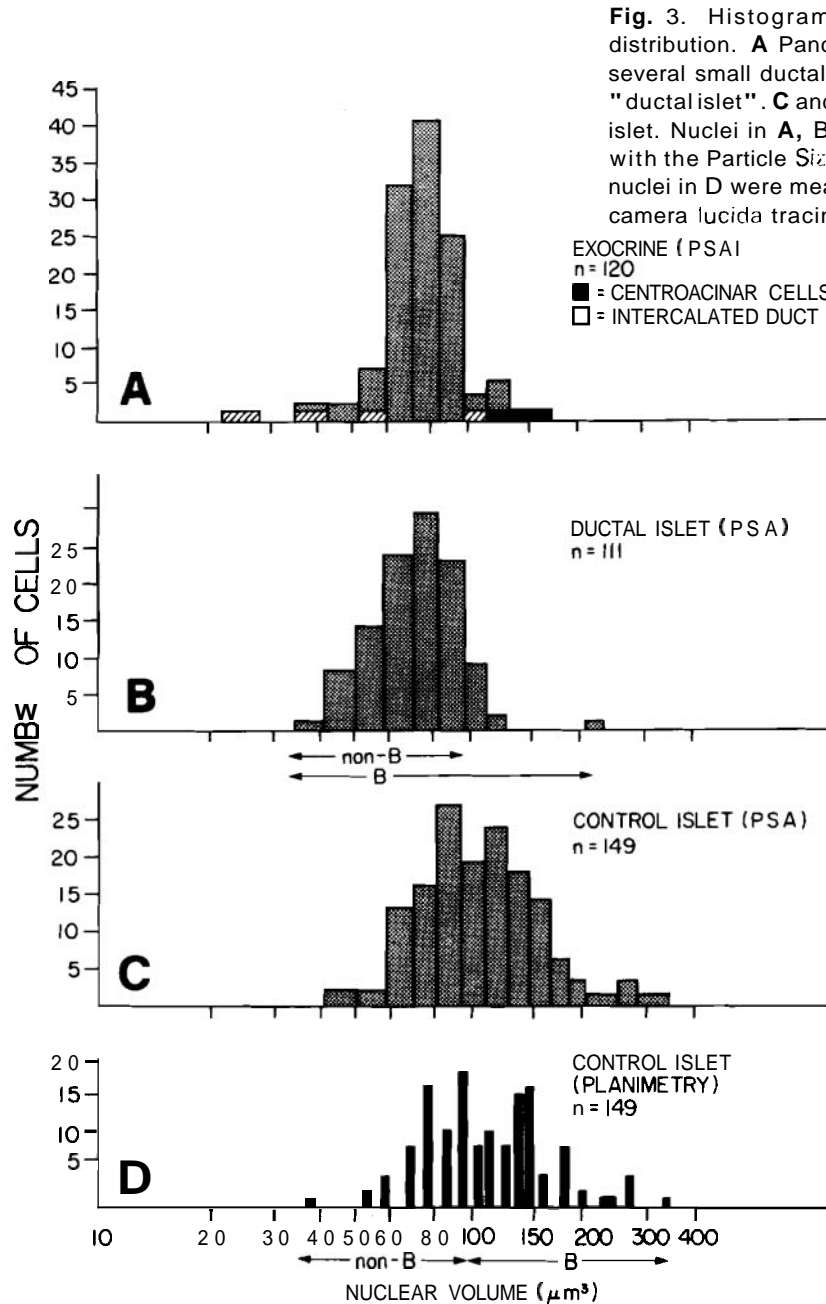 Fig. 3. Histogram
distribution. A Panc
several small ductal
"ductal islet". C and
islet. Nuclei in A, B
with the Particle Siz
nuclei in D were mea
camera lucida tracin
EXOCRINE (PSAI
n = 120
■ = CENTROACINAR CELLS
□ = INTERCALATED DUCT
45
40
35
30
25
20
15
10
5
A
NUMBW OF CELLS
DUCTAL ISLET (PSA)
n = 111
25
20
15
10
5
B
non-B
B
CONTROL ISLET (PSA)
n = 149
25
20
15
10
5
C
CONTROL ISLET
(PLANIMETRY)
n = 149
20
15
10
5
D
10 20 30 40 50 60 80 100 150 200 300 400
non-B B
NUCLEAR VOLUME (μm³)